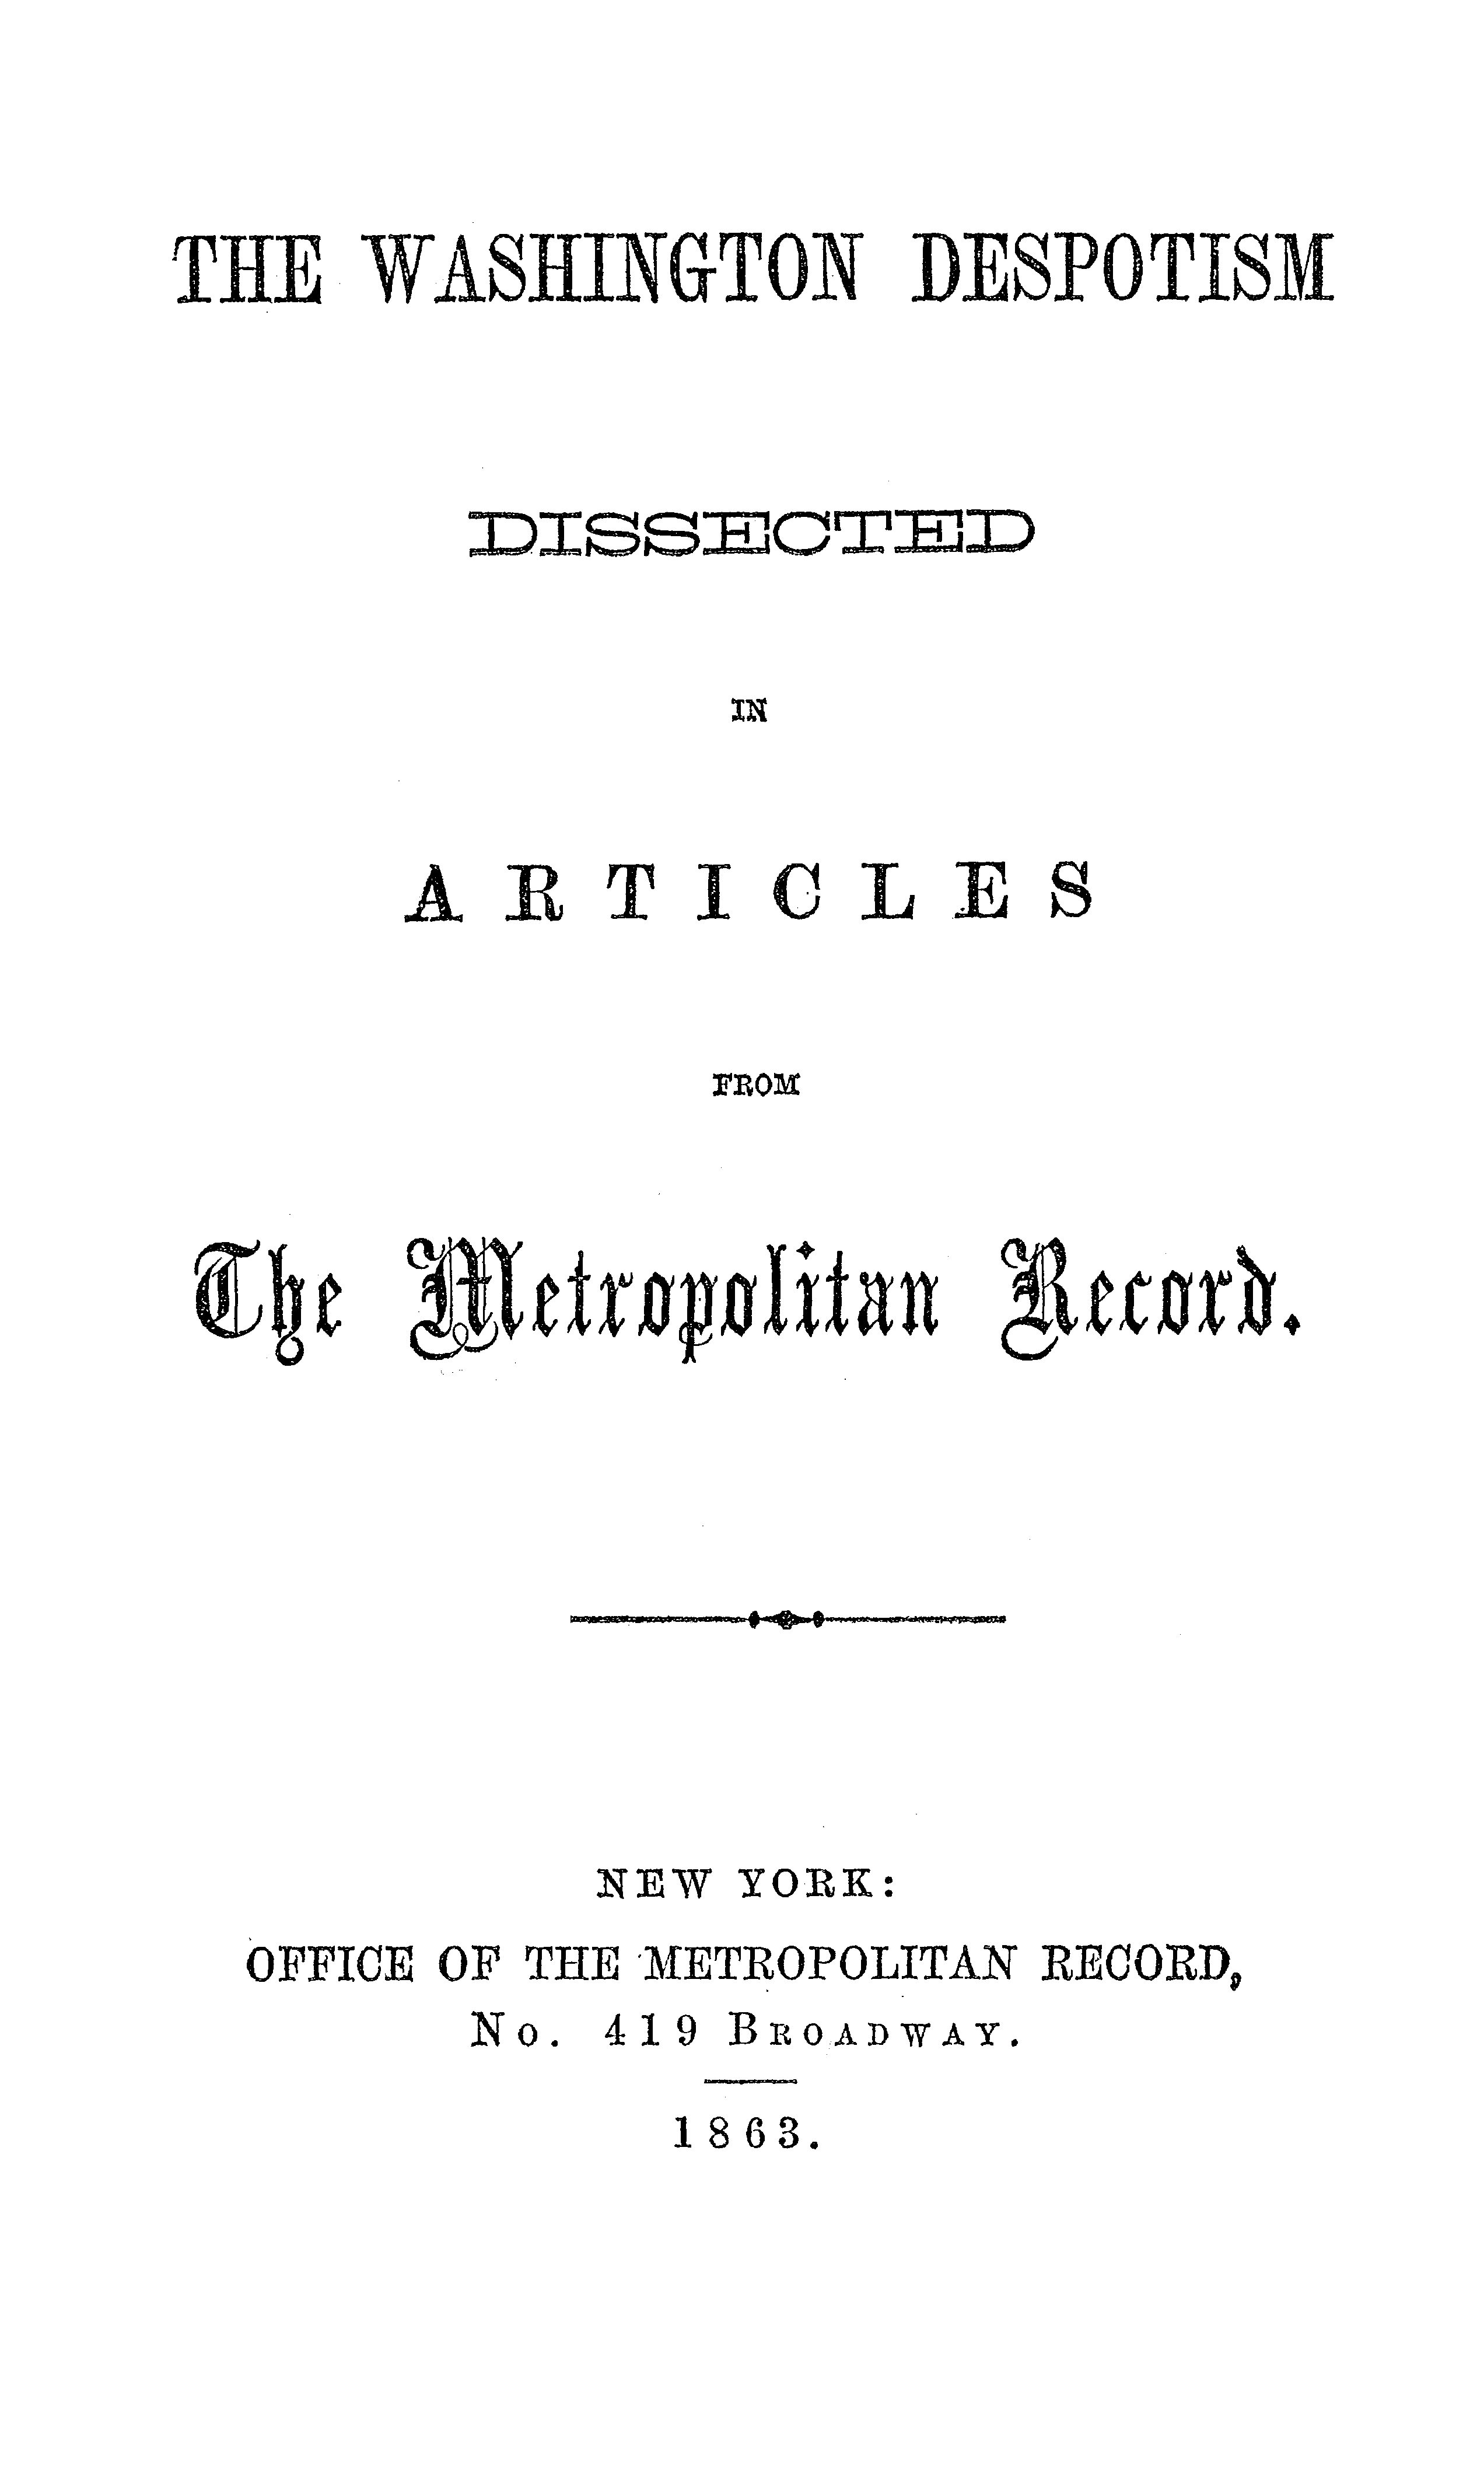 THE WASHINGTON DESPOTISM
DISSECTED
IN
ARTICLES
FROM
The Metropolitan Record.
NEW YORK:
OFFICE OF THE METROPOLITAN RECORD,
No. 419 BROADWAY.
1863.